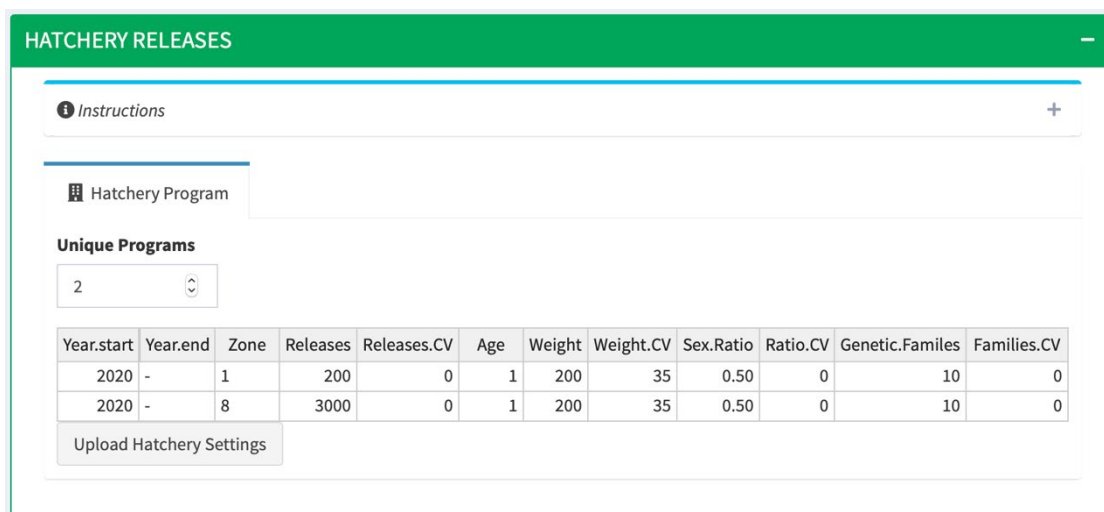 HATCHERY RELEASES
Instructions
Hatchery Program
Unique Programs
2
Year.start Year.end Zone Releases Releases.CV Age Weight Weight.CV Sex.Ratio Ratio.CV Genetic.Familes Families.CV
2020 - 1 200 0 1 200 35 0.50 0 10 0
2020 - 8 3000 0 1 200 35 0.50 0 10 0
Upload Hatchery Settings